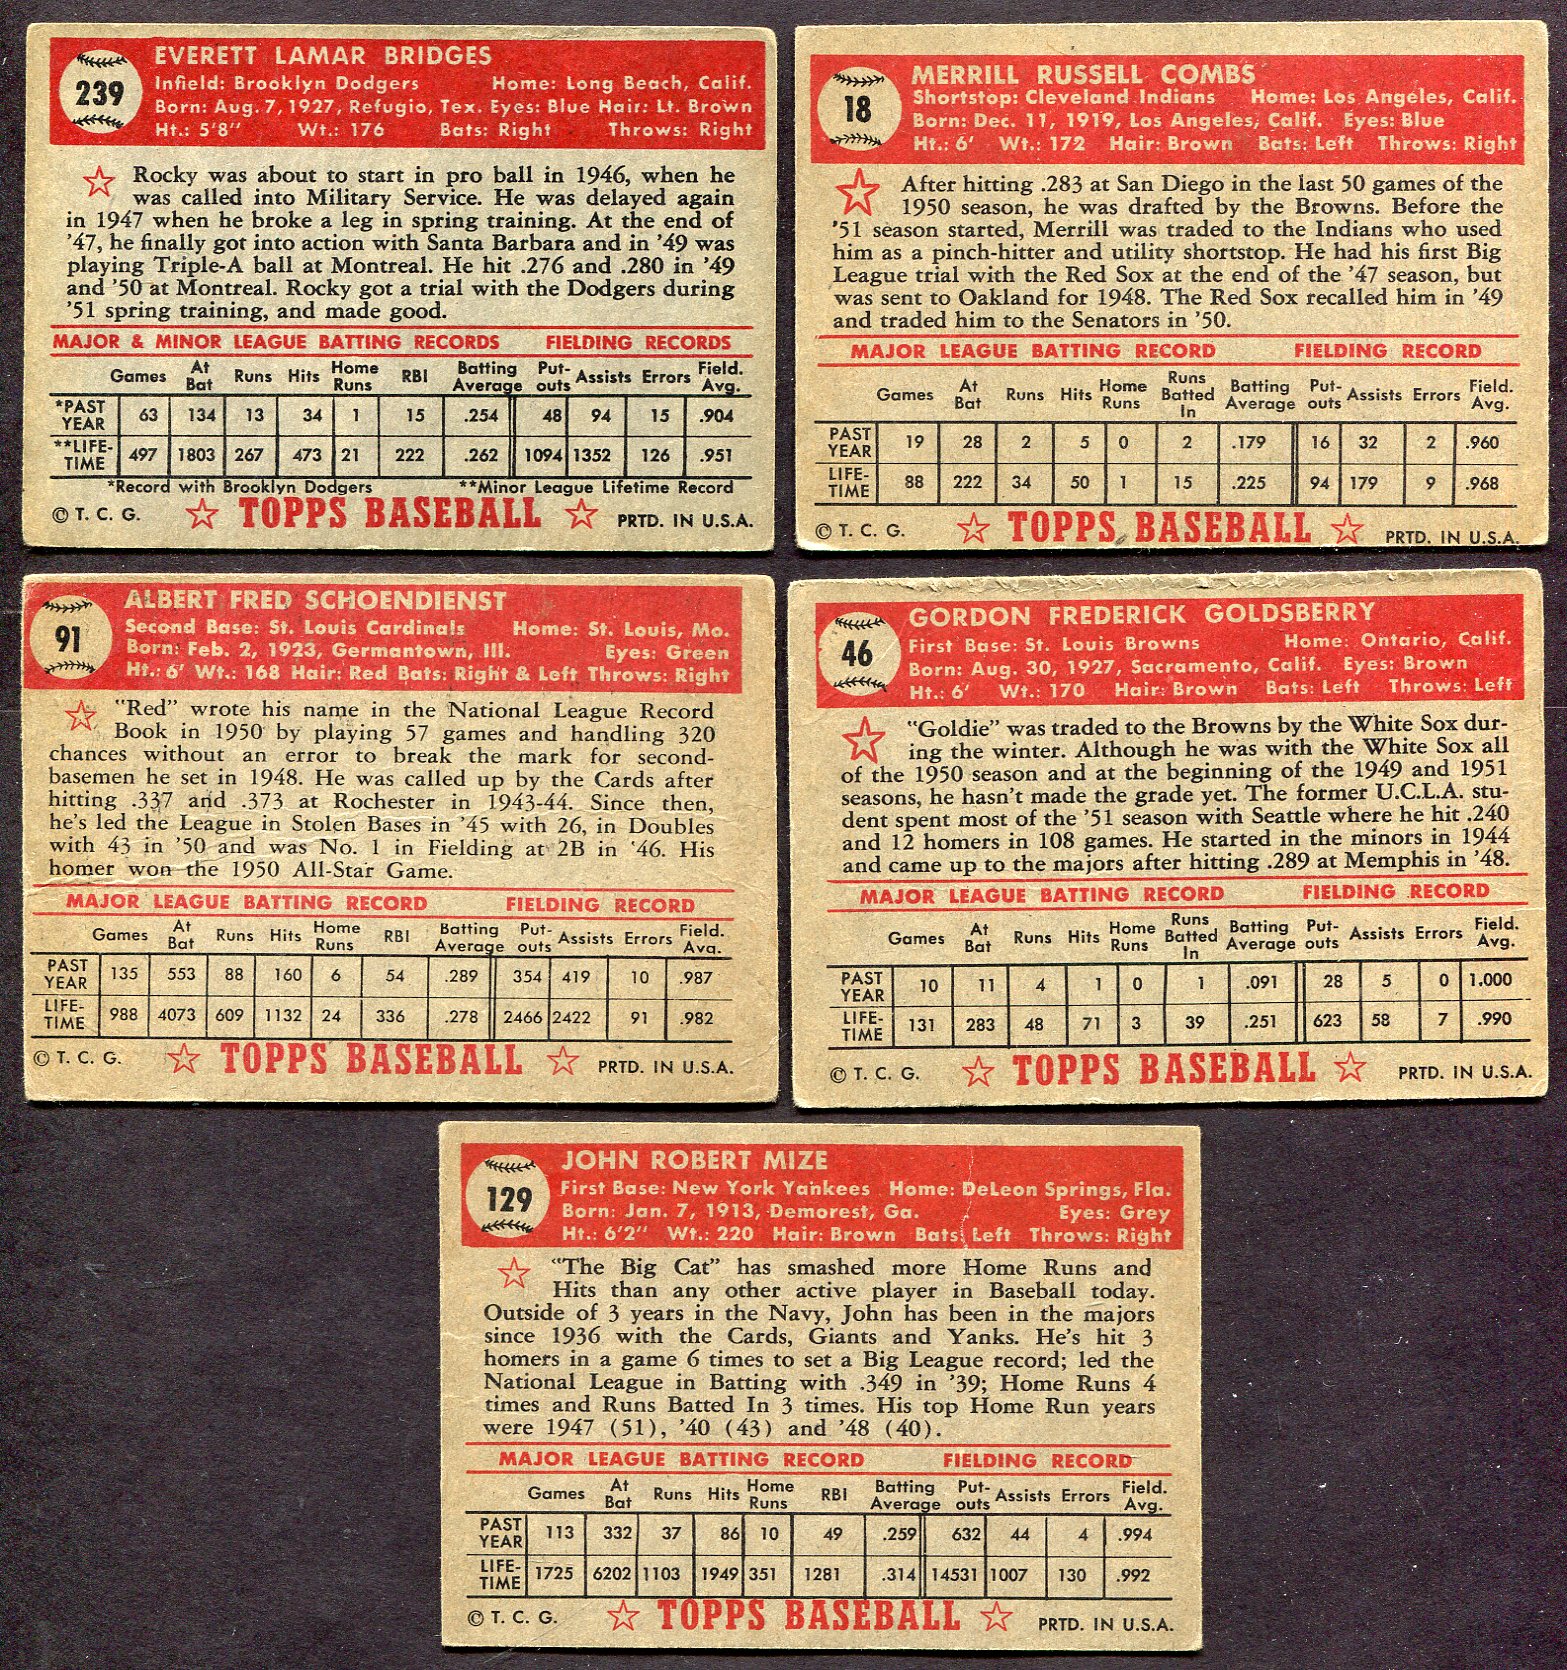 239
EVERETT LAMAR BRIDGES
Infield: Brooklyn Dodgers Home: Long Beach, Calif.
Born: Aug. 7, 1927, Refugio, Tex. Eyes: Blue Hair: Lt. Brown
Ht.: 5'8" Wt.: 176 Bats: Right Throws: Right
Rocky was about to start in pro ball in 1946, when he
was called into Military Service. He was delayed again
in 1947 when he broke a leg in spring training. At the end of
'47, he finally got into action with Santa Barbara and in '49 was
playing Triple-A ball at Montreal. He hit .276 and .280 in '49
and '50 at Montreal. Rocky got a trial with the Dodgers during
'51 spring training, and made good.
MAJOR & MINOR LEAGUE BATTING RECORDS FIELDING RECORDS
Games At Bat Runs Hits Home Runs RBI Batting Average Put-outs Assists Errors Field. Avg.
*PAST YEAR 63 134 13 34 1 15 .254 48 94 15 .904
**LIFE-TIME 497 1803 267 473 21 222 .262 1094 1352 126 .951
*Record with Brooklyn Dodgers **Minor League Lifetime Record
© T. C. G. TOPPS BASEBALL PRTD. IN U.S.A.
18
MERRILL RUSSELL COMBS
Shortstop: Cleveland Indians Home: Los Angeles, Calif.
Born: Dec. 11, 1919, Los Angeles, Calif. Eyes: Blue
Ht.: 6' Wt.: 172 Hair: Brown Bats: Left Throws: Right
After hitting .283 at San Diego in the last 50 games of the
1950 season, he was drafted by the Browns. Before the
'51 season started, Merrill was traded to the Indians who used
him as a pinch-hitter and utility shortstop. He had his first Big
League trial with the Red Sox at the end of the '47 season, but
was sent to Oakland for 1948. The Red Sox recalled him in '49
and traded him to the Senators in '50.
MAJOR LEAGUE BATTING RECORD FIELDING RECORD
Games At Bat Runs Hits Home Runs Runs Batted In Batting Average Put-outs Assists Errors Field. Avg.
PAST YEAR 19 28 2 5 0 2 .179 16 32 2 .960
LIFE-TIME 88 222 34 50 1 15 .225 94 179 9 .968
© T. C. G. TOPPS BASEBALL PRTD. IN U.S.A.
91
ALBERT FRED SCHOENDIENST
Second Base: St. Louis Cardinals Home: St. Louis, Mo.
Born: Feb. 2, 1923, Germantown, Ill. Eyes: Green
Ht.: 6' Wt.: 168 Hair: Red Bats: Right & Left Throws: Right
"Red" wrote his name in the National League Record
Book in 1950 by playing 57 games and handling 320
chances without an error to break the mark for second-
basemen he set in 1948. He was called up by the Cards after
hitting .337 and .373 at Rochester in 1943-44. Since then,
he's led the League in Stolen Bases in '45 with 26, in Doubles
with 43 in '50 and was No. 1 in Fielding at 2B in '46. His
homer won the 1950 All-Star Game.
MAJOR LEAGUE BATTING RECORD FIELDING RECORD
Games At Bat Runs Hits Home Runs RBI Batting Average Put-outs Assists Errors Field. Avg.
PAST YEAR 135 553 88 160 6 54 .289 354 419 10 .987
LIFE-TIME 988 4073 609 1132 24 336 .278 2466 2422 91 .982
© T. C. G. TOPPS BASEBALL PRTD. IN U.S.A.
46
GORDON FREDERICK GOLDSBERRY
First Base: St. Louis Browns Home: Ontario, Calif.
Born: Aug. 30, 1927, Sacramento, Calif. Eyes: Brown
Ht.: 6' Wt.: 170 Hair: Brown Bats: Left Throws: Left
"Goldie" was traded to the Browns by the White Sox dur-
ing the winter. Although he was with the White Sox all
of the 1950 season and at the beginning of the 1949 and 1951
seasons, he hasn't made the grade yet. The former U.C.L.A. stu-
dent spent most of the '51 season with Seattle where he hit .240
and 12 homers in 108 games. He started in the minors in 1944
and came up to the majors after hitting .289 at Memphis in '48.
MAJOR LEAGUE BATTING RECORD FIELDING RECORD
Games At Bat Runs Hits Home Runs Runs Batted In Batting Average Put-outs Assists Errors Field. Avg.
PAST YEAR 10 11 4 1 0 1 .091 28 5 0 1.000
LIFE-TIME 131 283 48 71 3 39 .251 623 58 7 .990
© T. C. G. TOPPS BASEBALL PRTD. IN U.S.A.
129
JOHN ROBERT MIZE
First Base: New York Yankees Home: DeLeon Springs, Fla.
Born: Jan. 7, 1913, Demorest, Ga. Eyes: Grey
Ht.: 6'2" Wt.: 220 Hair: Brown Bats: Left Throws: Right
"The Big Cat" has smashed more Home Runs and
Hits than any other active player in Baseball today.
Outside of 3 years in the Navy, John has been in the majors
since 1936 with the Cards, Giants and Yanks. He's hit 3
homers in a game 6 times to set a Big League record; led the
National League in Batting with .349 in '39; Home Runs 4
times and Runs Batted In 3 times. His top Home Run years
were 1947 (51), '40 (43) and '48 (40).
MAJOR LEAGUE BATTING RECORD FIELDING RECORD
Games At Bat Runs Hits Home Runs RBI Batting Average Put-outs Assists Errors Field. Avg.
PAST YEAR 113 332 37 86 10 49 .259 632 44 4 .994
LIFE-TIME 1725 6202 1103 1949 351 1281 .314 14531 1007 130 .992
© T. C. G. TOPPS BASEBALL PRTD. IN U.S.A.